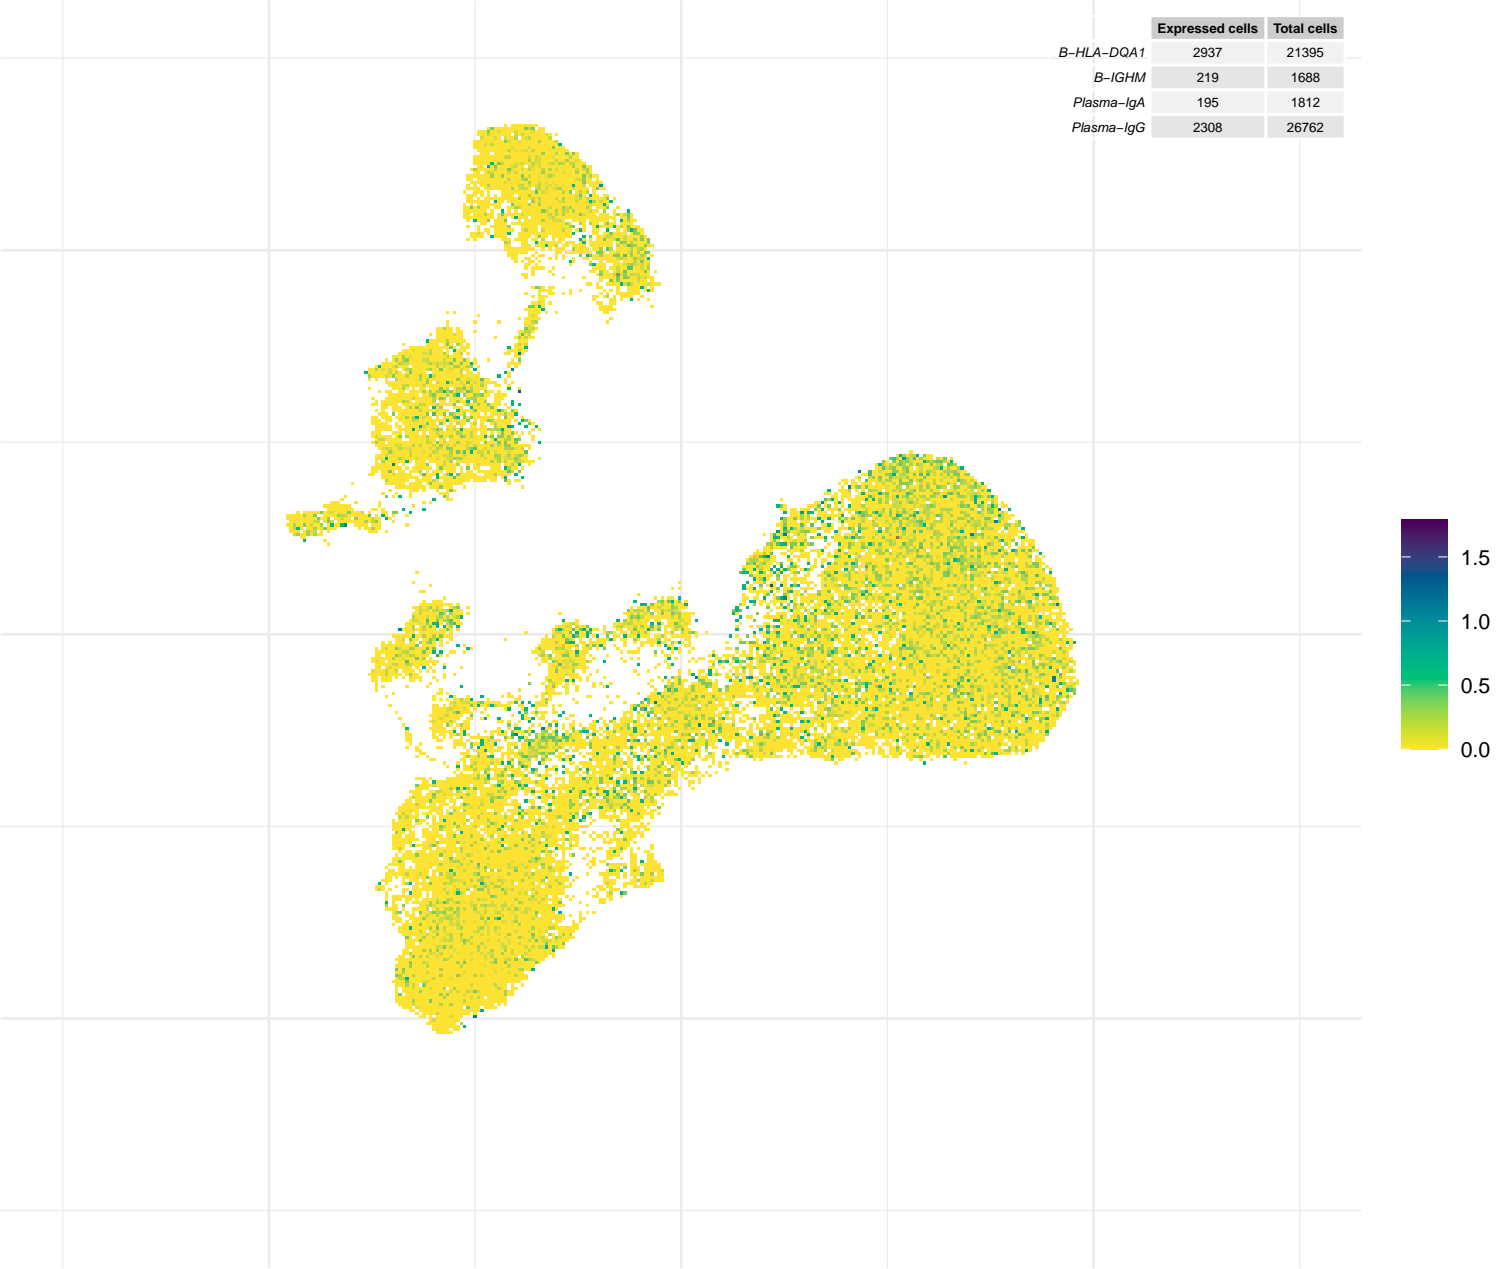 Expressed cells Total cells
B−HLA−DQA1 2937 21395
B−IGHM 219 1688
Plasma−IgA 195 1812
Plasma−IgG 2308 26762
1.5
1.0
0.5
0.0